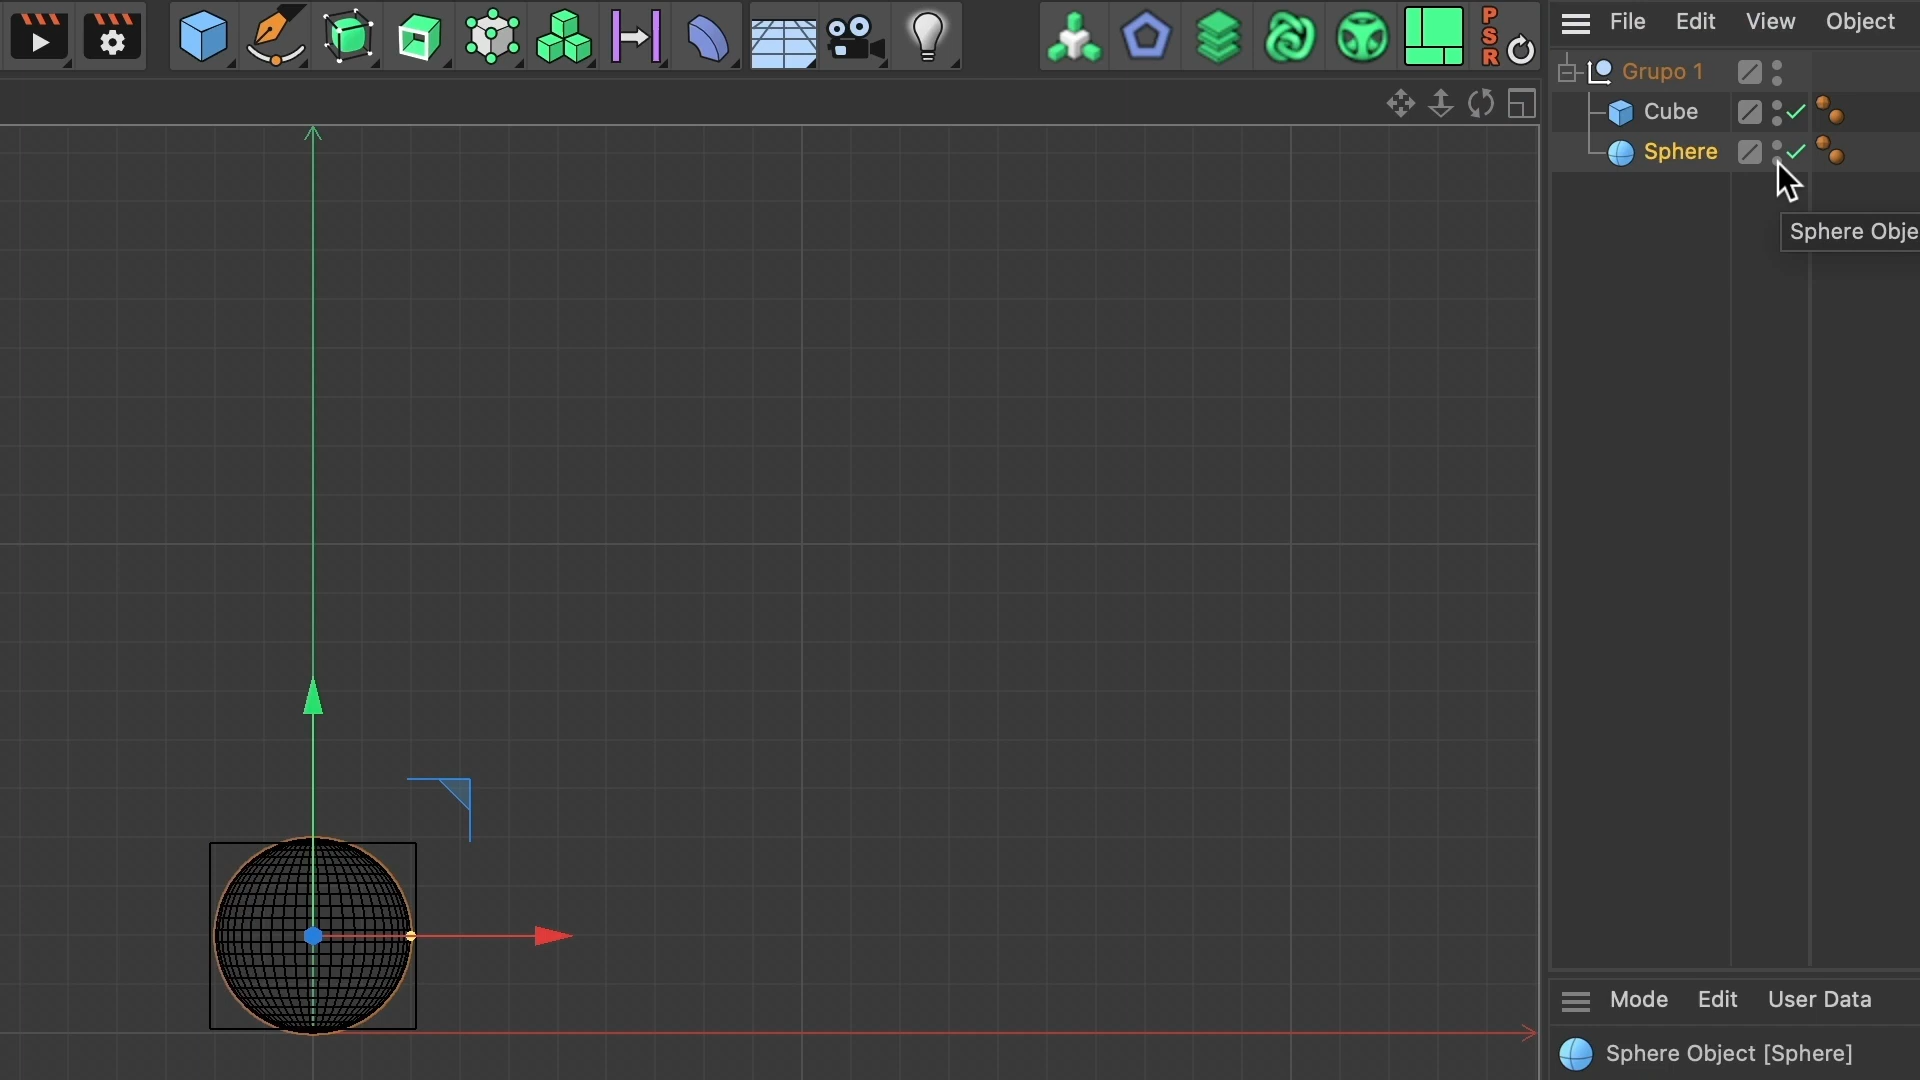 P
S
R
File Edit View Object
Grupo 1
Cube
Sphere
Sphere Obje
Mode Edit User Data
Sphere Object [Sphere]